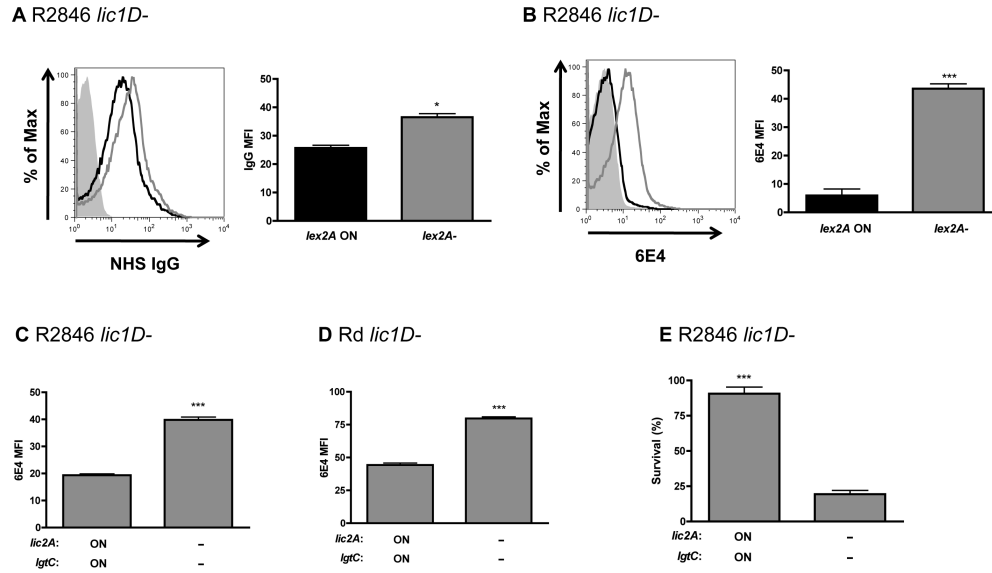 A R2846 lic1D-
% of Max
100
80
60
40
20
0
10⁰ 10¹ 10² 10³ 10⁴
NHS IgG
IgG MFI
50
40
30
20
10
0
*
lex2A ON lex2A-
B R2846 lic1D-
% of Max
100
80
60
40
20
0
10⁰ 10¹ 10² 10³ 10⁴
6E4
6E4 MFI
50
40
30
20
10
0
***
lex2A ON lex2A-
C R2846 lic1D-
6E4 MFI
50
40
30
20
10
0
***
lic2A: ON –
lgtC: ON –
D Rd lic1D-
6E4 MFI
100
75
50
25
0
***
lic2A: ON –
lgtC: ON –
E R2846 lic1D-
Survival (%)
100
75
50
25
0
***
lic2A: ON –
lgtC: ON –